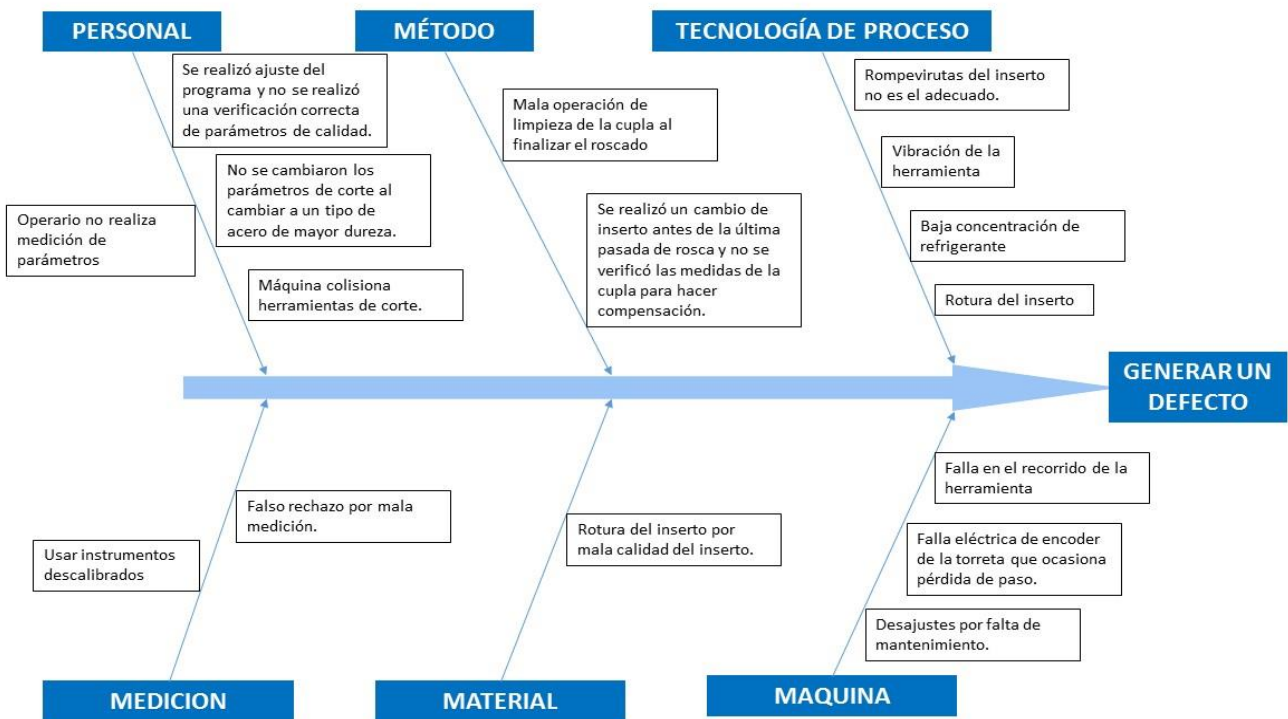 PERSONAL
MÉTODO
TECNOLOGÍA DE PROCESO
Se realizó ajuste del
programa y no se realizó
una verificación correcta
de parámetros de calidad.
No se cambiaron los
parámetros de corte al
cambiar a un tipo de
acero de mayor dureza.
Operario no realiza
medición de
parámetros
Máquina colisiona
herramientas de corte.
Mala operación de
limpieza de la cupla al
finalizar el roscado
Se realizó un cambio de
inserto antes de la última
pasada de rosca y no se
verificó las medidas de la
cupla para hacer
compensación.
Rompevirutas del inserto
no es el adecuado.
Vibración de la
herramienta
Baja concentración de
refrigerante
Rotura del inserto
GENERAR UN
DEFECTO
Falso rechazo por mala
medición.
Usar instrumentos
descalibrados
Rotura del inserto por
mala calidad del inserto.
Falla en el recorrido de la
herramienta
Falla eléctrica de encoder
de la torreta que ocasiona
pérdida de paso.
Desajustes por falta de
mantenimiento.
MEDICION
MATERIAL
MAQUINA